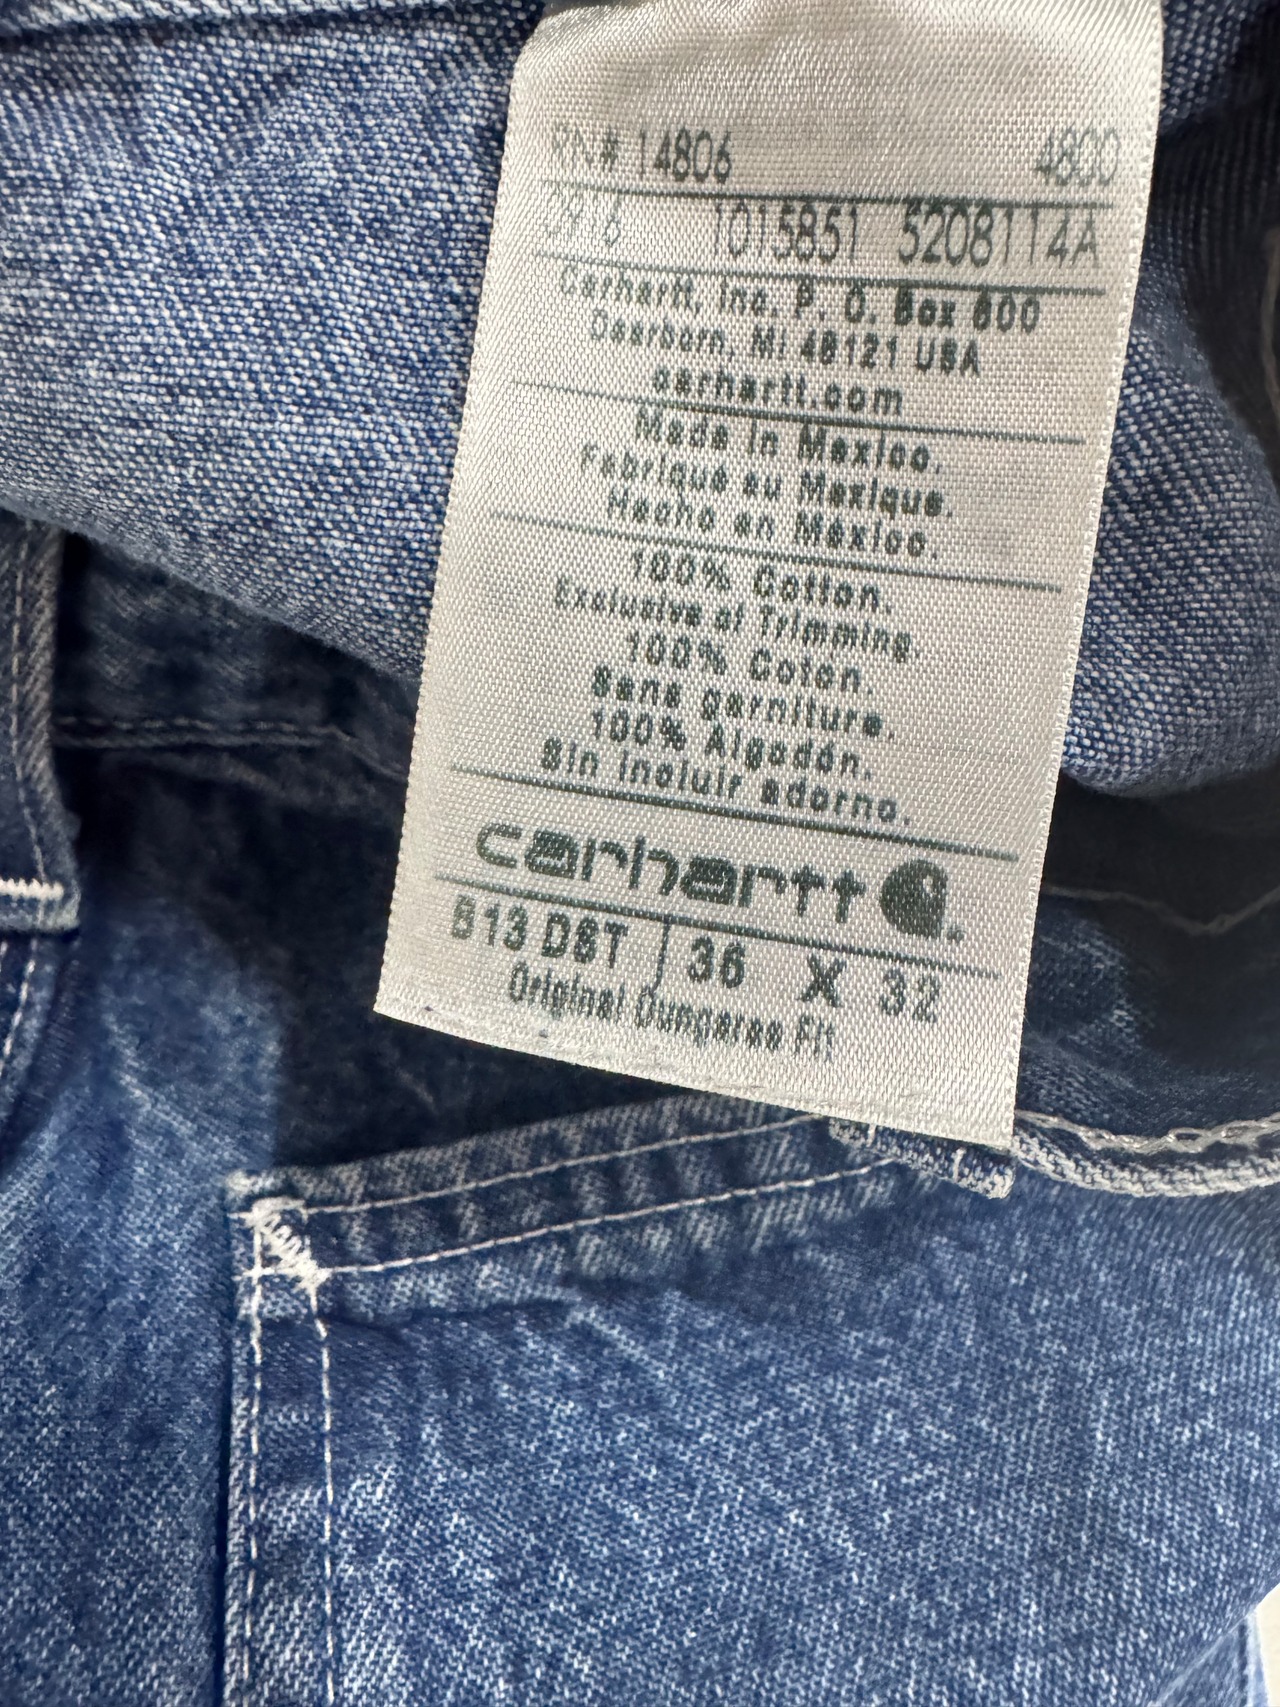 RN# 14806 4800
0916 1015851 5208114A
Carhartt, Inc. P. O. Box 600
Dearborn, MI 48121 USA
carhartt.com
Made in Mexico.
Fabriqué au Mexique.
Hecho en México.
100% Cotton.
Exclusive of Trimming.
100% Coton.
Sans garniture.
100% Algodón.
Sin incluir adorno.
carhartt
B13 DST 36 X 32
Original Dungaree Fit